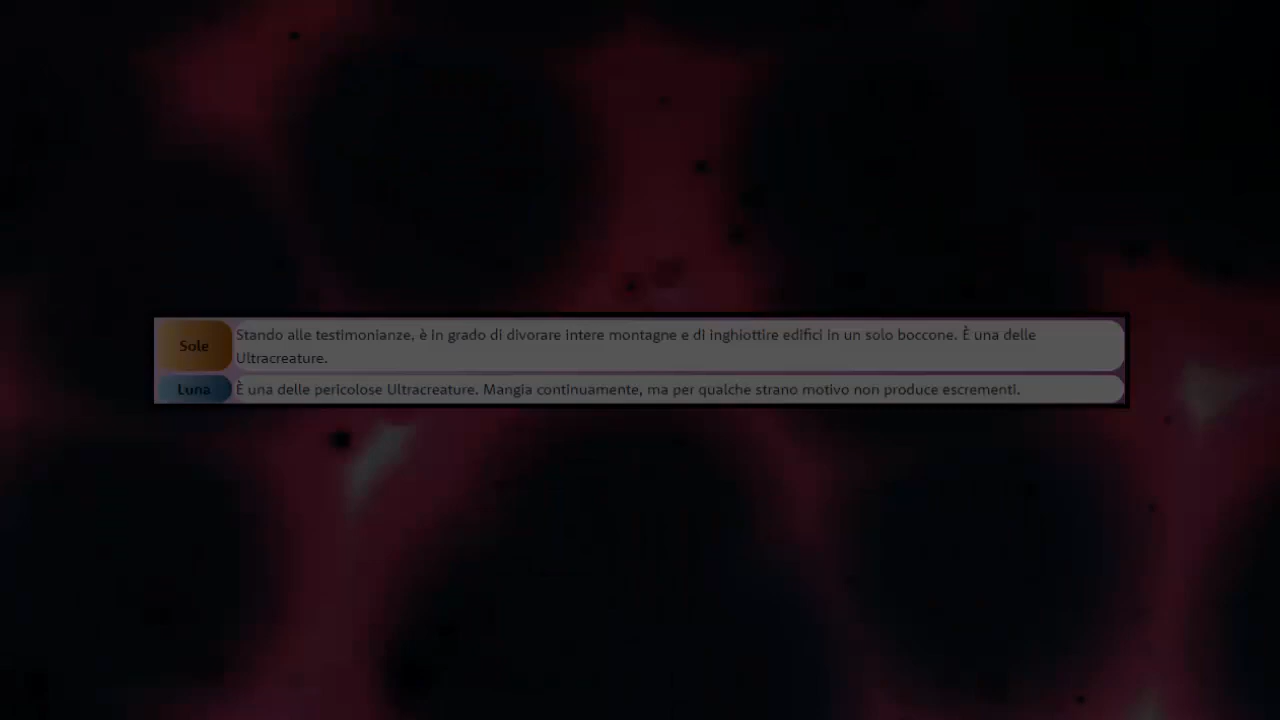 Sole
Stando alle testimonianze, è in grado di divorare intere montagne e di inghiottire edifici in un solo boccone. È una delle
Ultracreature.
Luna
È una delle pericolose Ultracreature. Mangia continuamente, ma per qualche strano motivo non produce escrementi.